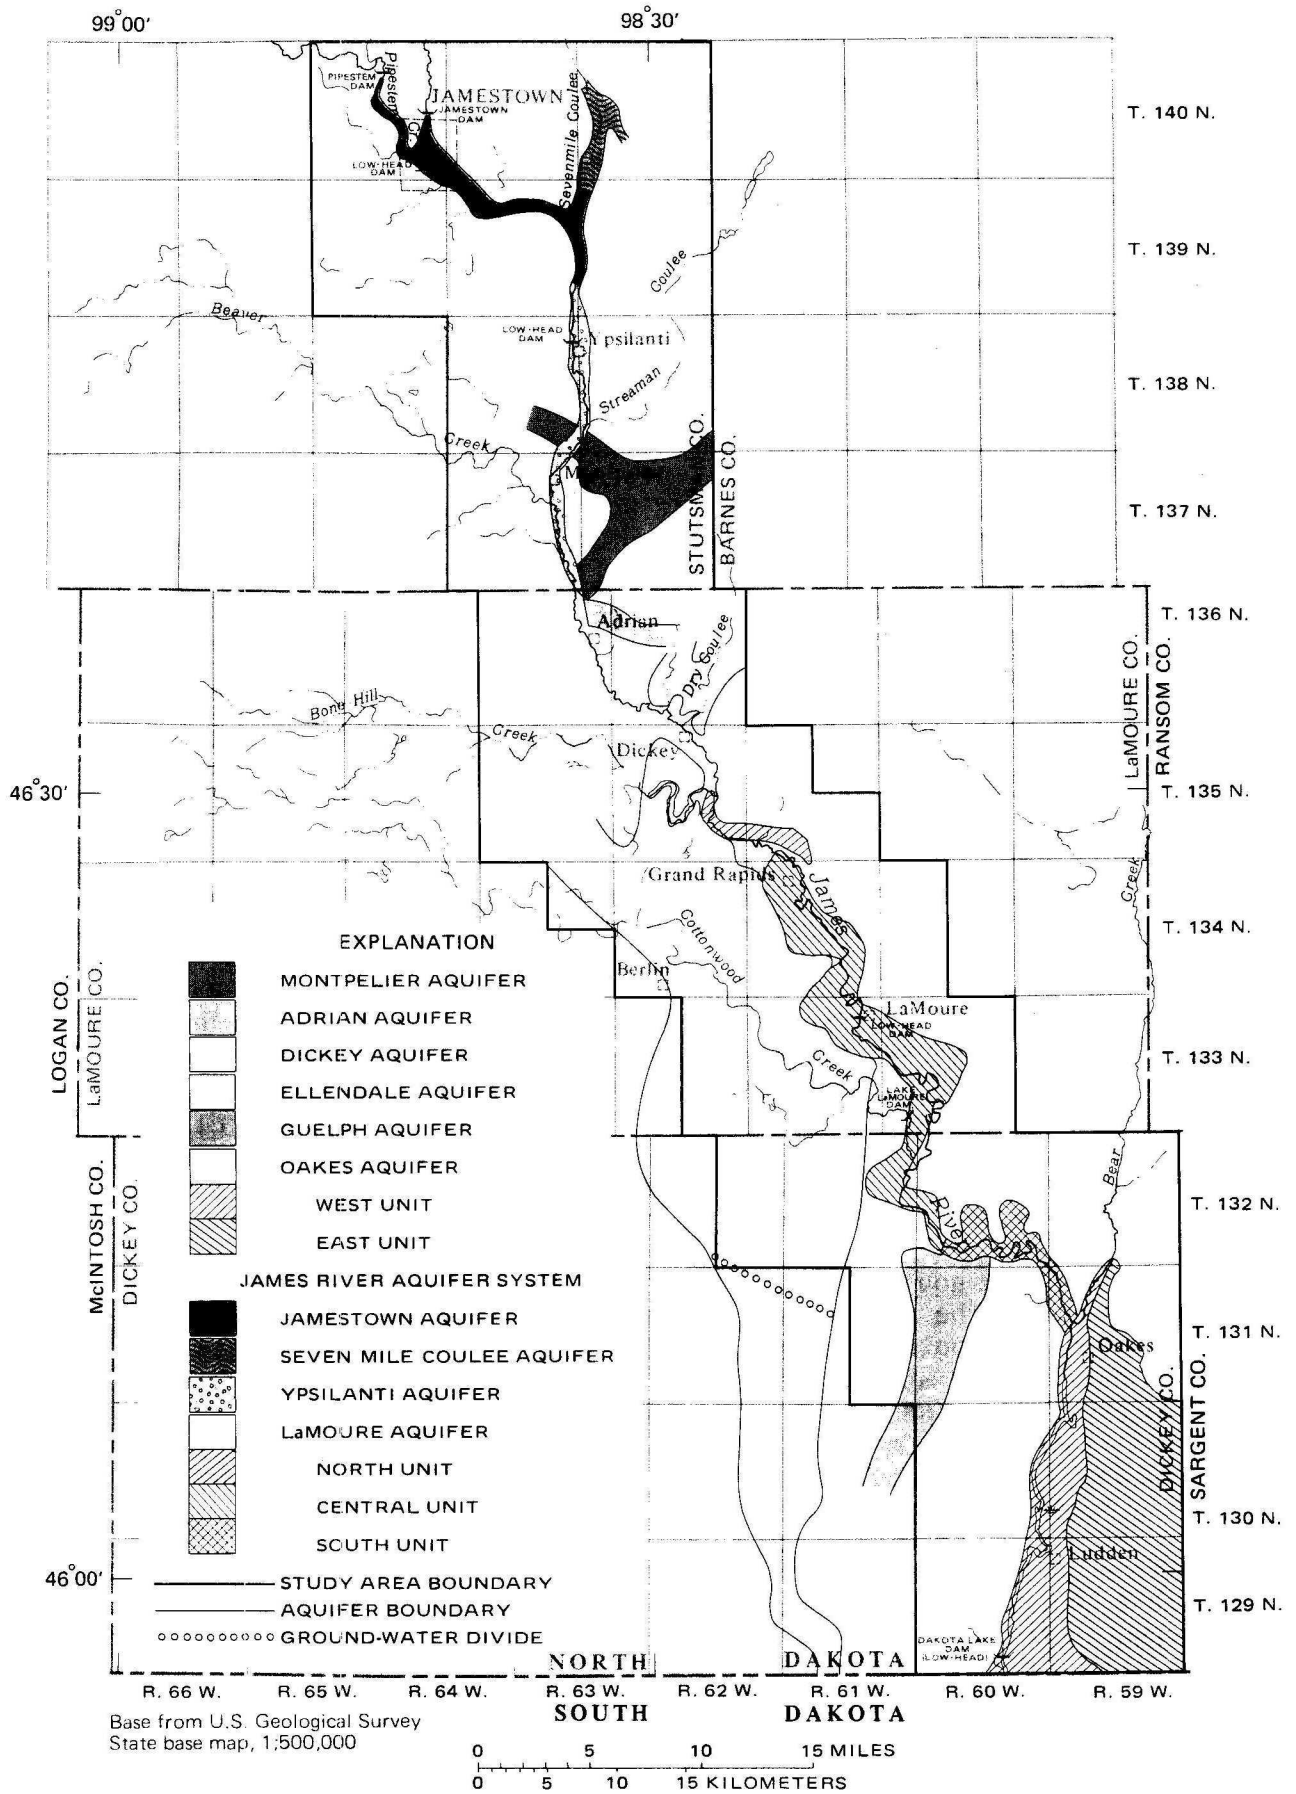 99°00'
98°30'
PIPESTEM
DAM
Pipestem
Cr.
JAMESTOWN
JAMESTOWN
DAM
LOW-HEAD
DAM
Sevenmile Coulee
T. 140 N.
T. 139 N.
Coulee
Beaver
LOW-HEAD
DAM
Ypsilanti
Streaman
T. 138 N.
Creek
STUTSMAN CO.
BARNES CO.
T. 137 N.
Adrian
Dry Coulee
T. 136 N.
LaMOURE CO.
RANSOM CO.
Bone Hill
Creek
Dickey
46°30'
T. 135 N.
Grand Rapids
James
Creek
T. 134 N.
Cottonwood
Berlin
LaMoure
LOW-HEAD
DAM
Creek
LAKE
LaMOURE
DAM
T. 133 N.
LOGAN CO.
LaMOURE CO.
EXPLANATION
MONTPELIER AQUIFER
ADRIAN AQUIFER
DICKEY AQUIFER
ELLENDALE AQUIFER
GUELPH AQUIFER
OAKES AQUIFER
WEST UNIT
EAST UNIT
JAMES RIVER AQUIFER SYSTEM
JAMESTOWN AQUIFER
SEVEN MILE COULEE AQUIFER
YPSILANTI AQUIFER
LaMOURE AQUIFER
NORTH UNIT
CENTRAL UNIT
SOUTH UNIT
STUDY AREA BOUNDARY
AQUIFER BOUNDARY
GROUND-WATER DIVIDE
McINTOSH CO.
DICKEY CO.
River
Bear
T. 132 N.
T. 131 N.
Oakes
DICKEY CO.
SARGENT CO.
T. 130 N.
Ludden
46°00'
T. 129 N.
DAKOTA LAKE
DAM
(LOW-HEAD)
NORTH DAKOTA
R. 66 W. R. 65 W. R. 64 W. R. 63 W. R. 62 W. R. 61 W. R. 60 W. R. 59 W.
SOUTH DAKOTA
Base from U.S. Geological Survey
State base map, 1:500,000
0 5 10 15 MILES
0 5 10 15 KILOMETERS